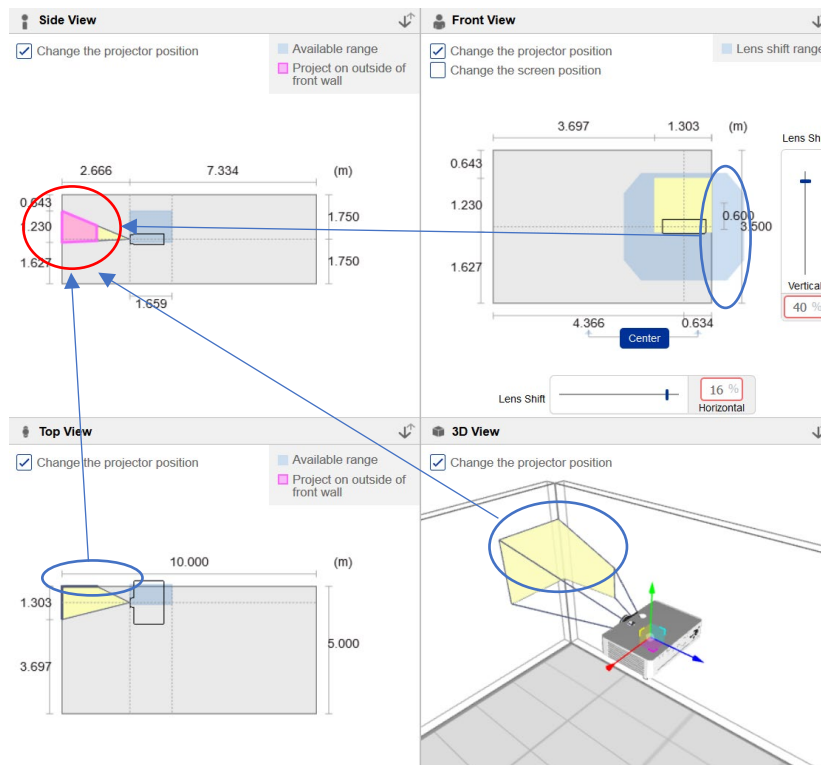 Side View
Change the projector position
Available range
Project on outside of
front wall
2.666
7.334
(m)
0.643
1.230
1.627
1.750
1.750
1.659
Front View
Change the projector position
Change the screen position
Lens shift range
3.697
1.303
(m)
0.643
1.230
1.627
0.600
3.500
4.366
0.634
Center
Lens Shi
Vertical
40 %
Lens Shift
16 %
Horizontal
Top View
Change the projector position
Available range
Project on outside of
front wall
10.000
(m)
1.303
3.697
5.000
3D View
Change the projector position